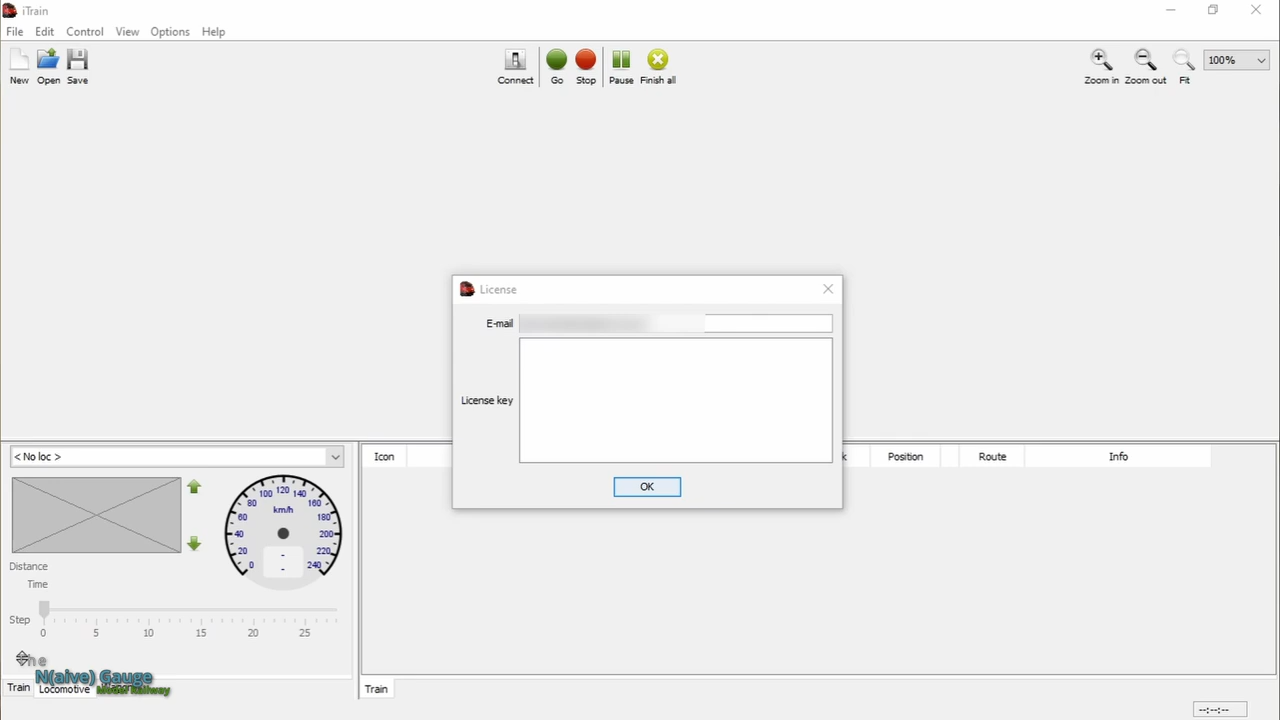 iTrain
File Edit Control View Options Help
New Open Save Connect Go Stop Pause Finish all Zoom in Zoom out Fit 100%
License
E-mail
License key
OK
< No loc >
Icon Position Route Info
0 20 40 60 80 100 120 140 160 180 200 220 240
km/h
-
-
Distance
Time
Step
0 5 10 15 20 25
The
N(aive) Gauge
Model Railway
Train Locomotive
Train
--:--:--